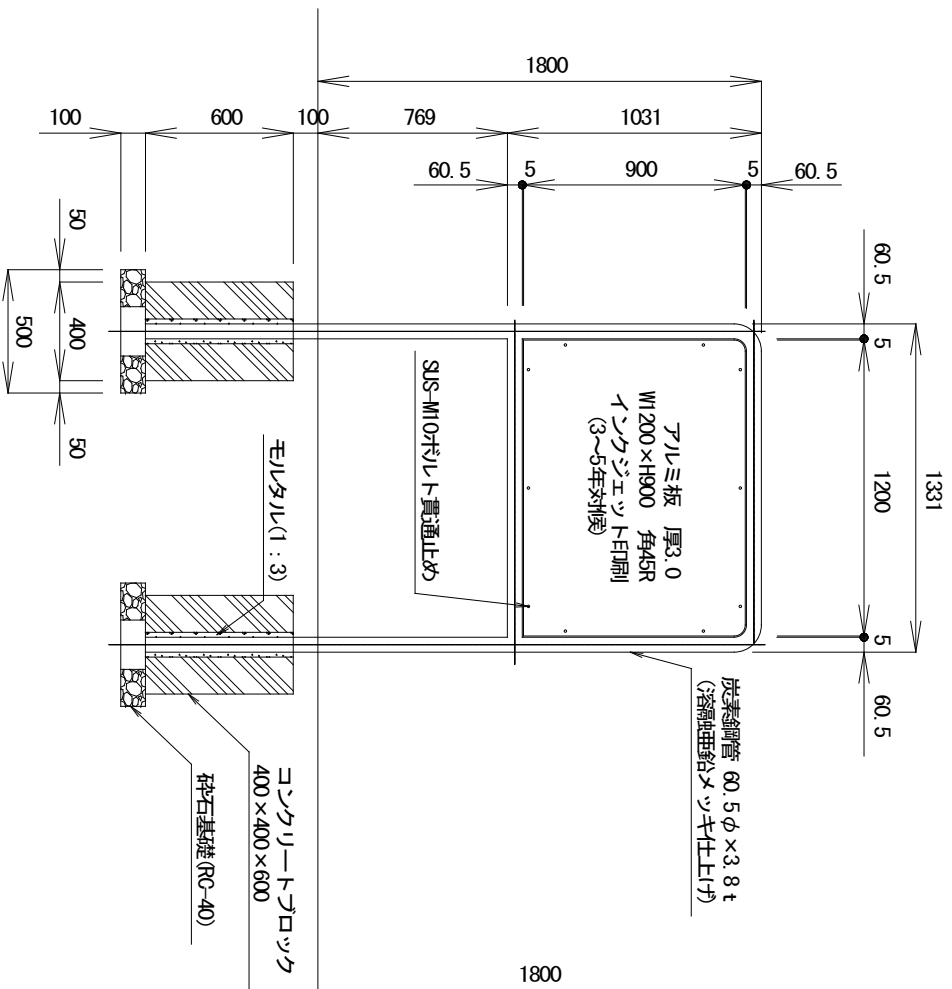 1800
100
600
100
769
1031
60.5
5
900
5
60.5
50
400
50
500
60.5
5
1200
5
60.5
1331
アルミ板 厚3.0
W1200×H900 角45R
インクジェット印刷
(3~5年対候)
SUS-M10ボルト貫通止め
モルタル(1:3)
炭素鋼管 60.5φ×3.8t
(溶融亜鉛メッキ仕上げ)
コンクリートブロック
400×400×600
砕石基礎(RC-40)
1800